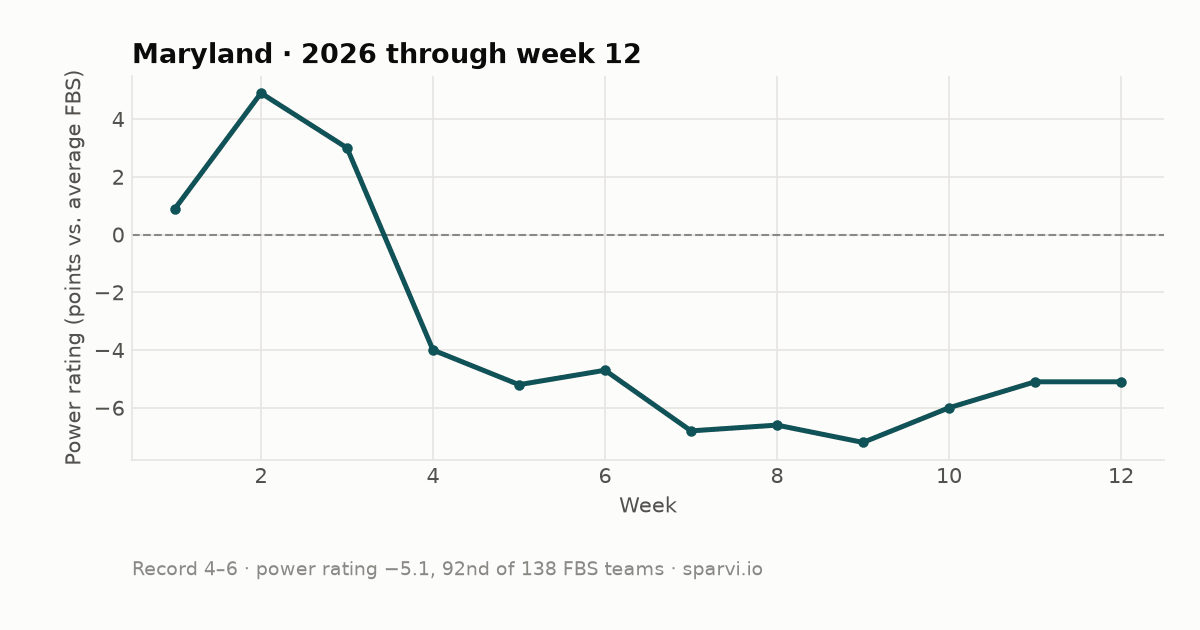 Maryland · 2026 through week 12
Power rating (points vs. average FBS)
4
2
0
−2
−4
−6
2 4 6 8 10 12
Week
Record 4–6 · power rating −5.1, 92nd of 138 FBS teams · sparvi.io